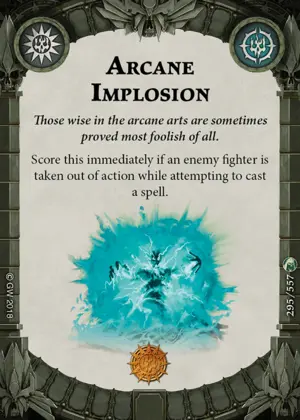 ARCANE
IMPLOSION
Those wise in the arcane arts are sometimes
proved most foolish of all.
Score this immediately if an enemy fighter is
taken out of action while attempting to cast
a spell.
© GW 2018
295/557